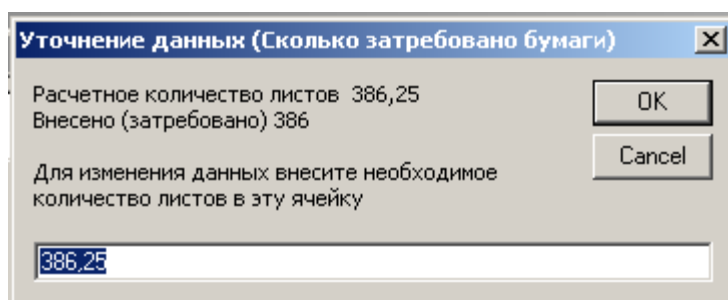 Уточнение данных (Сколько затребовано бумаги)
Расчетное количество листов 386,25
Внесено (затребовано) 386
OK
Cancel
Для изменения данных внесите необходимое
количество листов в эту ячейку
386,25